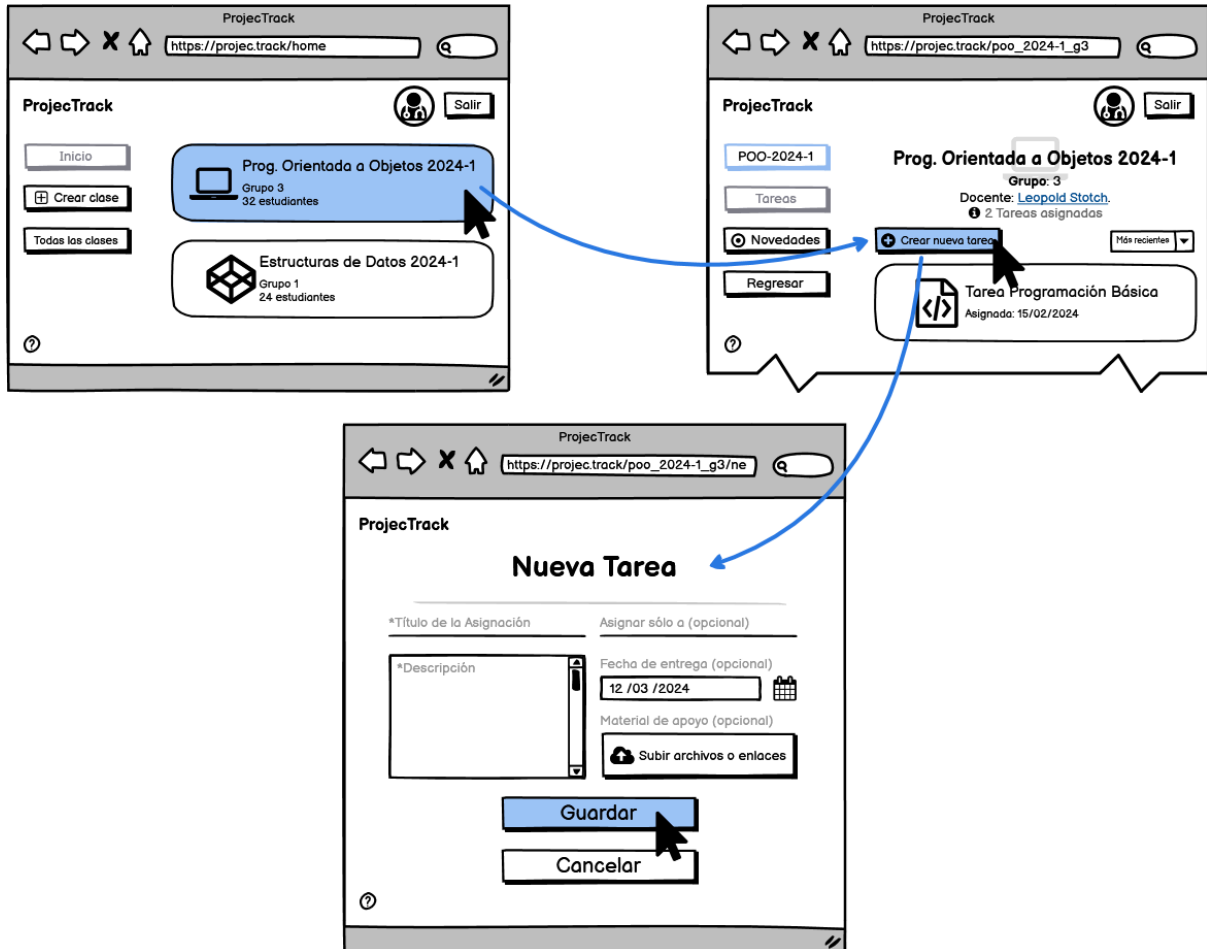 ProjecTrack
https://projec.track/home
ProjecTrack
Salir
Inicio
Crear clase
Todas las clases
Prog. Orientada a Objetos 2024-1
Grupo 3
32 estudiantes
Estructuras de Datos 2024-1
Grupo 1
24 estudiantes
?
ProjecTrack
https://projec.track/poo_2024-1_g3
ProjecTrack
Salir
POO-2024-1
Tareas
Novedades
Regresar
Prog. Orientada a Objetos 2024-1
Grupo: 3
Docente: Leopold Stotch.
2 Tareas asignadas
Crear nueva tarea
Más recientes
Tarea Programación Básica
Asignada: 15/02/2024
?
ProjecTrack
https://projec.track/poo_2024-1_g3/ne
ProjecTrack
Nueva Tarea
*Título de la Asignación
Asignar sólo a (opcional)
*Descripción
Fecha de entrega (opcional)
12 /03 /2024
Material de apoyo (opcional)
Subir archivos o enlaces
Guardar
Cancelar
?